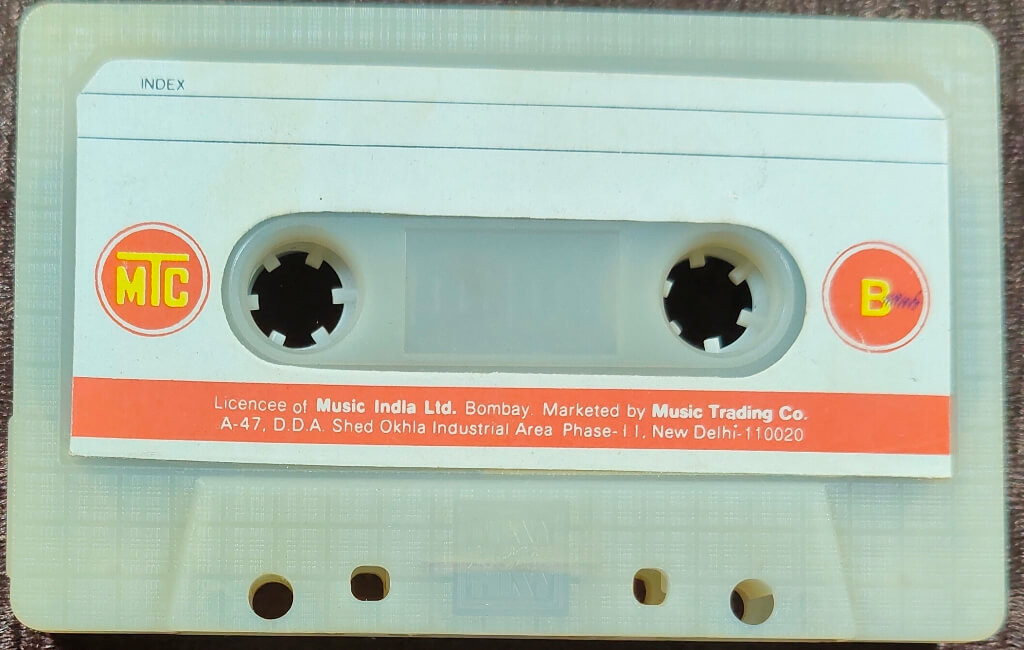 INDEX
MTC
B
Licencee of Music India Ltd. Bombay. Marketed by Music Trading Co.
A-47, D.D.A. Shed Okhla Industrial Area Phase-II, New Delhi-110020